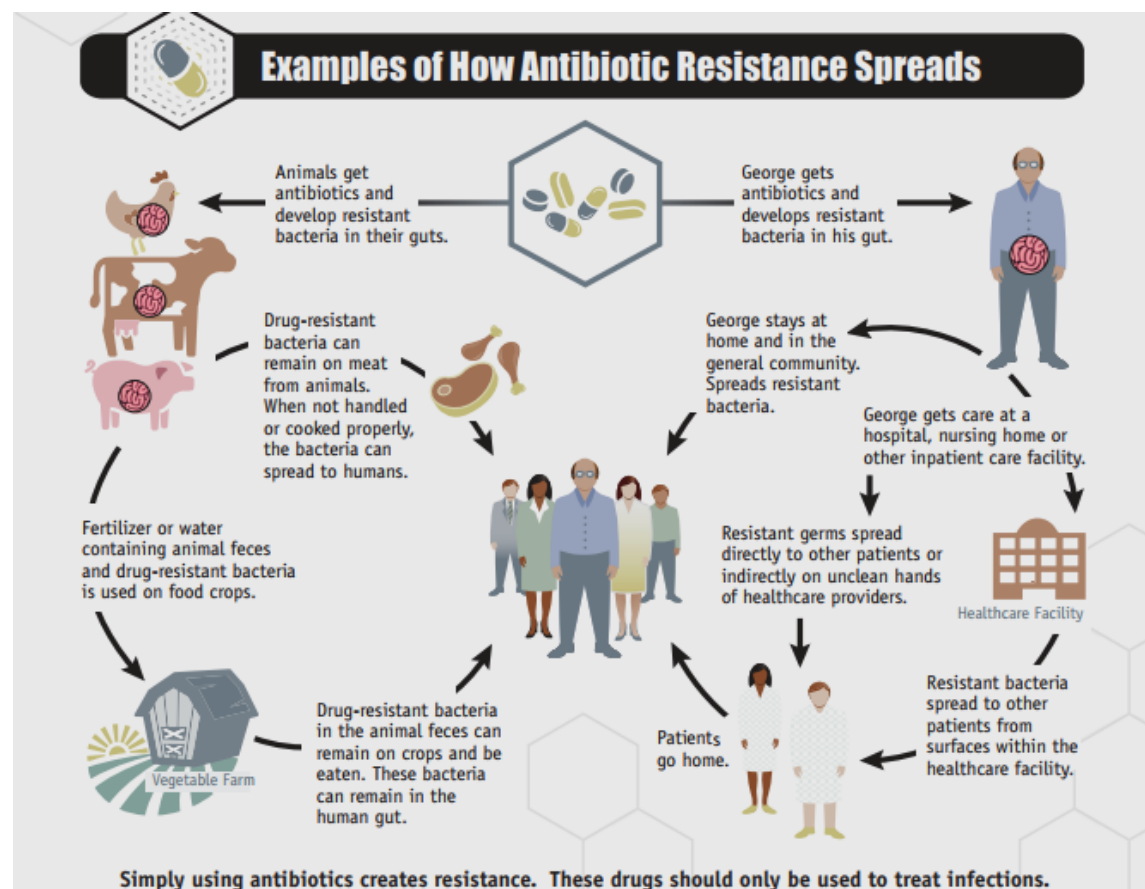 Examples of How Antibiotic Resistance Spreads
Animals get
antibiotics and
develop resistant
bacteria in their guts.
George gets
antibiotics and
develops resistant
bacteria in his gut.
Drug-resistant
bacteria can
remain on meat
from animals.
When not handled
or cooked properly,
the bacteria can
spread to humans.
George stays at
home and in the
general community.
Spreads resistant
bacteria.
George gets care at a
hospital, nursing home or
other inpatient care facility.
Fertilizer or water
containing animal feces
and drug-resistant bacteria
is used on food crops.
Resistant germs spread
directly to other patients or
indirectly on unclean hands
of healthcare providers.
Healthcare Facility
Vegetable Farm
Drug-resistant bacteria
in the animal feces can
remain on crops and be
eaten. These bacteria
can remain in the
human gut.
Patients
go home.
Resistant bacteria
spread to other
patients from
surfaces within the
healthcare facility.
Simply using antibiotics creates resistance. These drugs should only be used to treat infections.